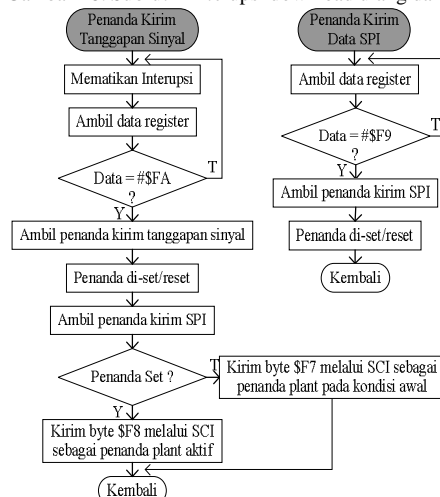 Penanda Kirim
Tanggapan Sinyal
Mematikan Interupsi
Ambil data register
Data = #$FA
?
T
Y
Ambil penanda kirim tanggapan sinyal
Penanda di-set/reset
Ambil penanda kirim SPI
Penanda Set ?
T
Kirim byte $F7 melalui SCI sebagai
penanda plant pada kondisi awal
Y
Kirim byte $F8 melalui SCI
sebagai penanda plant aktif
Kembali
Penanda Kirim
Data SPI
Ambil data register
Data = #$F9
?
T
Y
Ambil penanda kirim SPI
Penanda di-set/reset
Kembali